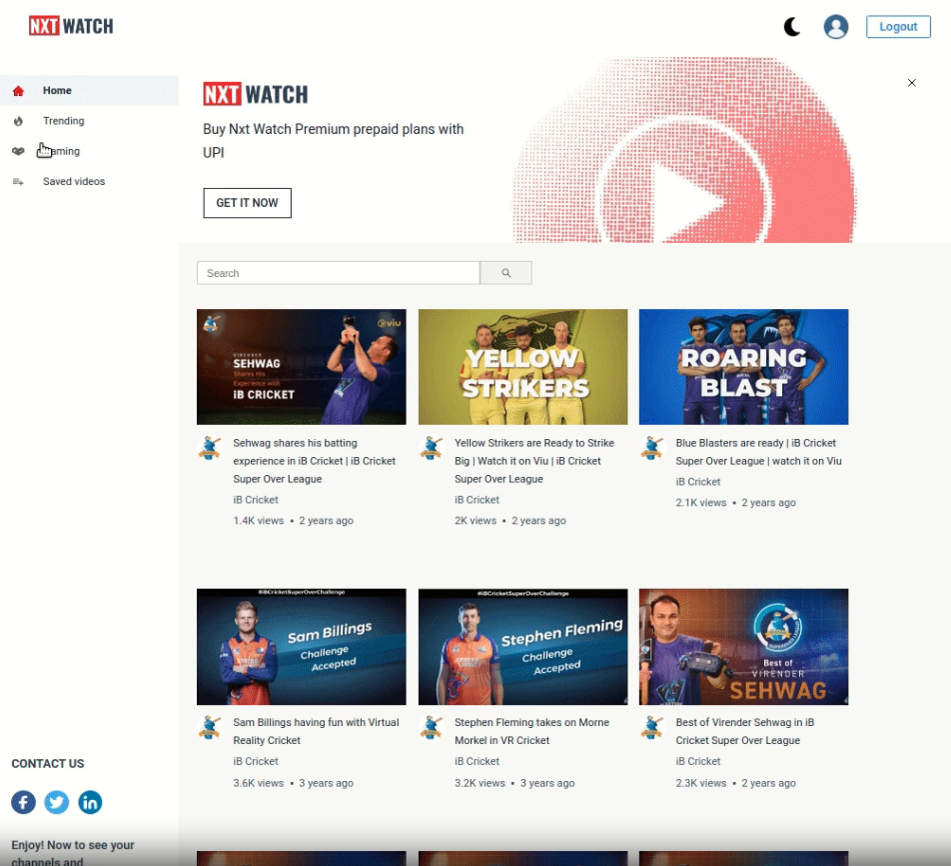 NXT WATCH
Logout
Home
Trending
aming
Saved videos
NXT WATCH
Buy Nxt Watch Premium prepaid plans with
UPI
GET IT NOW
Search
viu
VIRENDER
SEHWAG
Shares His
Experience with
iB CRICKET
YELLOW
STRIKERS
ROARING
BLAST
Sehwag shares his batting
experience in iB Cricket | iB Cricket
Super Over League
iB Cricket
1.4K views • 2 years ago
Yellow Strikers are Ready to Strike
Big | Watch it on Viu | iB Cricket
Super Over League
iB Cricket
2K views • 2 years ago
Blue Blasters are ready | iB Cricket
Super Over League | watch it on Viu
iB Cricket
2.1K views • 2 years ago
#iBCricketSuperOverChallenge
Sam Billings
Challenge
Accepted
#iBCricketSuperOverChallenge
Stephen Fleming
Challenge
Accepted
Best of
VIRENDER
SEHWAG
Sam Billings having fun with Virtual
Reality Cricket
iB Cricket
3.6K views • 3 years ago
Stephen Fleming takes on Morne
Morkel in VR Cricket
iB Cricket
3.2K views • 3 years ago
Best of Virender Sehwag in iB
Cricket Super Over League
iB Cricket
2.3K views • 2 years ago
CONTACT US
Enjoy! Now to see your
channels and